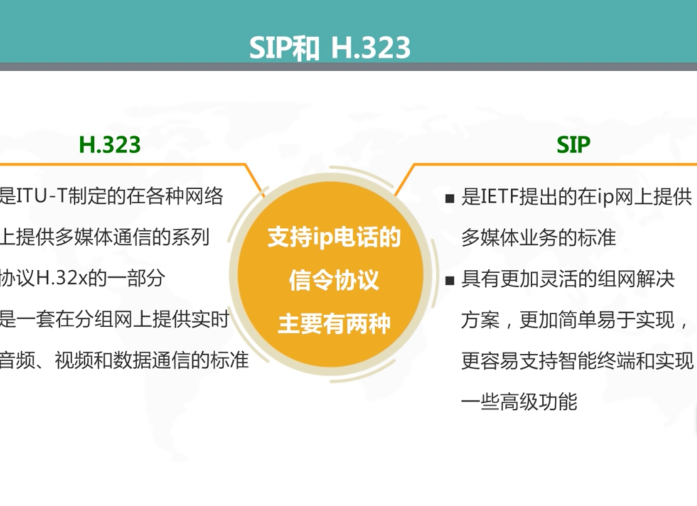 SIP和 H.323
H.323
是ITU-T制定的在各种网络
上提供多媒体通信的系列
协议H.32x的一部分
是一套在分组网上提供实时
音频、视频和数据通信的标准
支持ip电话的
信令协议
主要有两种
SIP
■ 是IETF提出的在ip网上提供
多媒体业务的标准
■ 具有更加灵活的组网解决
方案，更加简单易于实现，
更容易支持智能终端和实现
一些高级功能